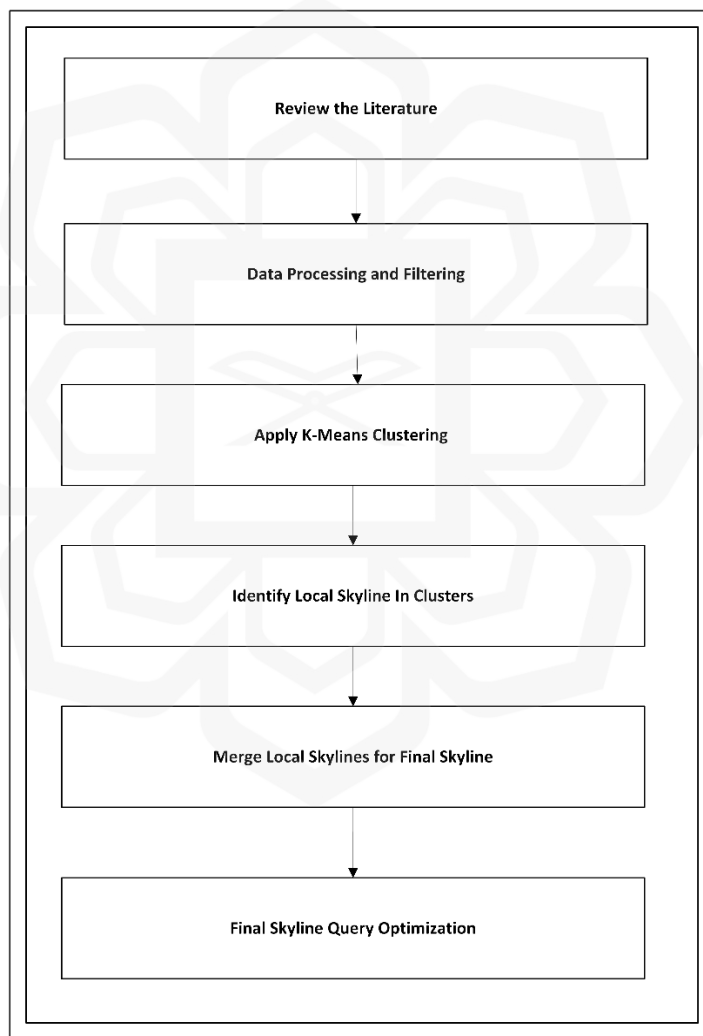 Review the Literature
Data Processing and Filtering
Apply K-Means Clustering
Identify Local Skyline In Clusters
Merge Local Skylines for Final Skyline
Final Skyline Query Optimization